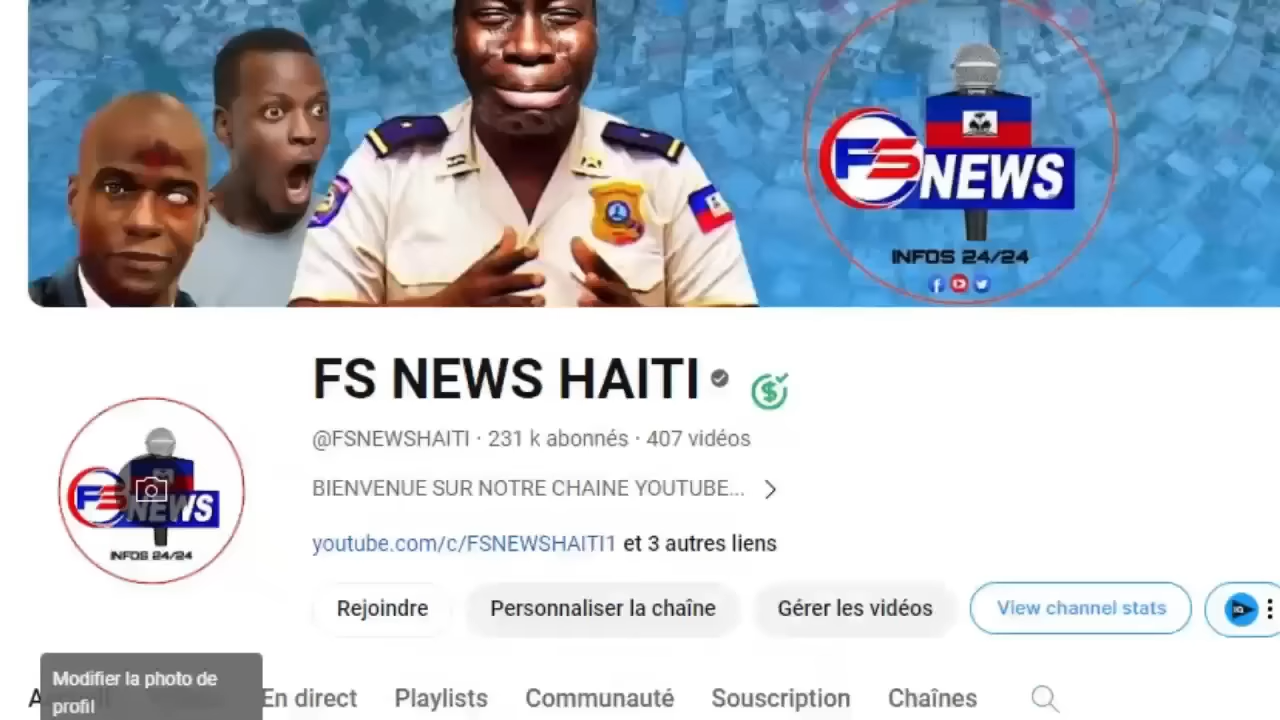 FS NEWS
INFOS 24/24
FS NEWS HAITI
@FSNEWSHAITI · 231 k abonnés · 407 vidéos
BIENVENUE SUR NOTRE CHAINE YOUTUBE...
FS NEWS
INFOS 24/24
youtube.com/c/FSNEWSHAITI1 et 3 autres liens
Rejoindre Personnaliser la chaîne Gérer les vidéos View channel stats IQ
Modifier la photo de
profil
En direct Playlists Communauté Souscription Chaînes